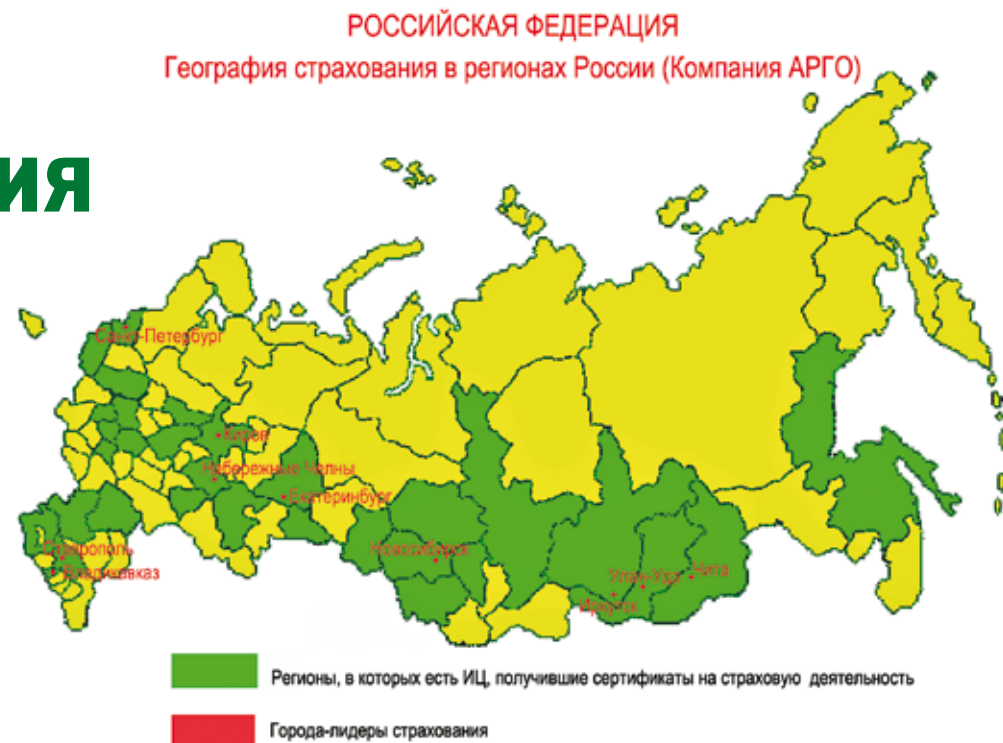 РОССИЙСКАЯ ФЕДЕРАЦИЯ
География страхования в регионах России (Компания АРГО)
ия
Санкт-Петербург
Киров
Набережные Челны
Екатеринбург
Ставрополь
Владикавказ
Новосибирск
Улан-Удэ
Чита
Иркутск
Регионы, в которых есть ИЦ, получившие сертификаты на страховую деятельность
Города-лидеры страхования